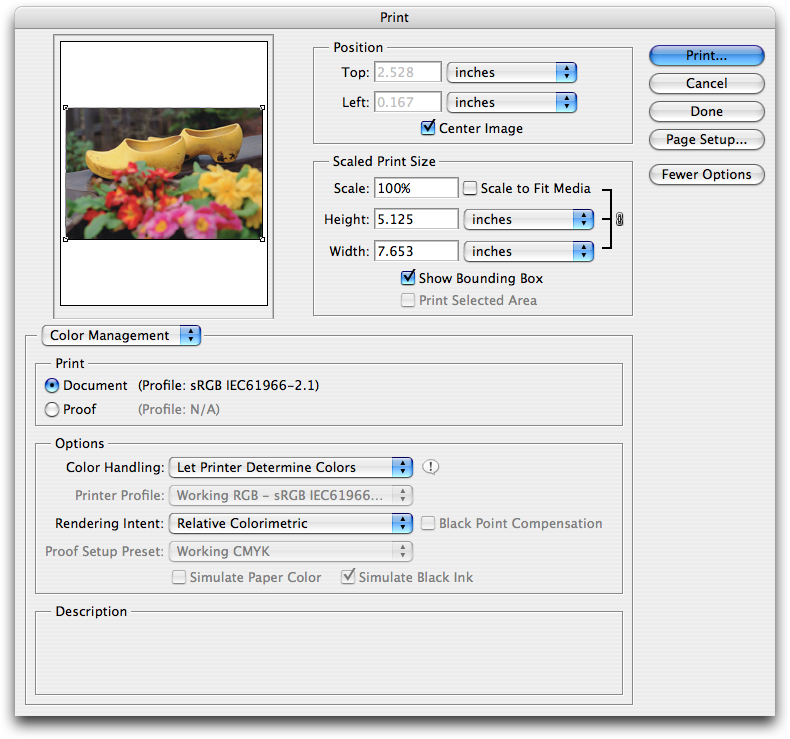 Print
Position
Top: 2.528 inches
Left: 0.167 inches
Center Image
Scaled Print Size
Scale: 100% Scale to Fit Media
Height: 5.125 inches
Width: 7.653 inches
Show Bounding Box
Print Selected Area
Print...
Cancel
Done
Page Setup...
Fewer Options
Color Management
Print
Document (Profile: sRGB IEC61966-2.1)
Proof (Profile: N/A)
Options
Color Handling: Let Printer Determine Colors !
Printer Profile: Working RGB - sRGB IEC61966...
Rendering Intent: Relative Colorimetric Black Point Compensation
Proof Setup Preset: Working CMYK
Simulate Paper Color Simulate Black Ink
Description